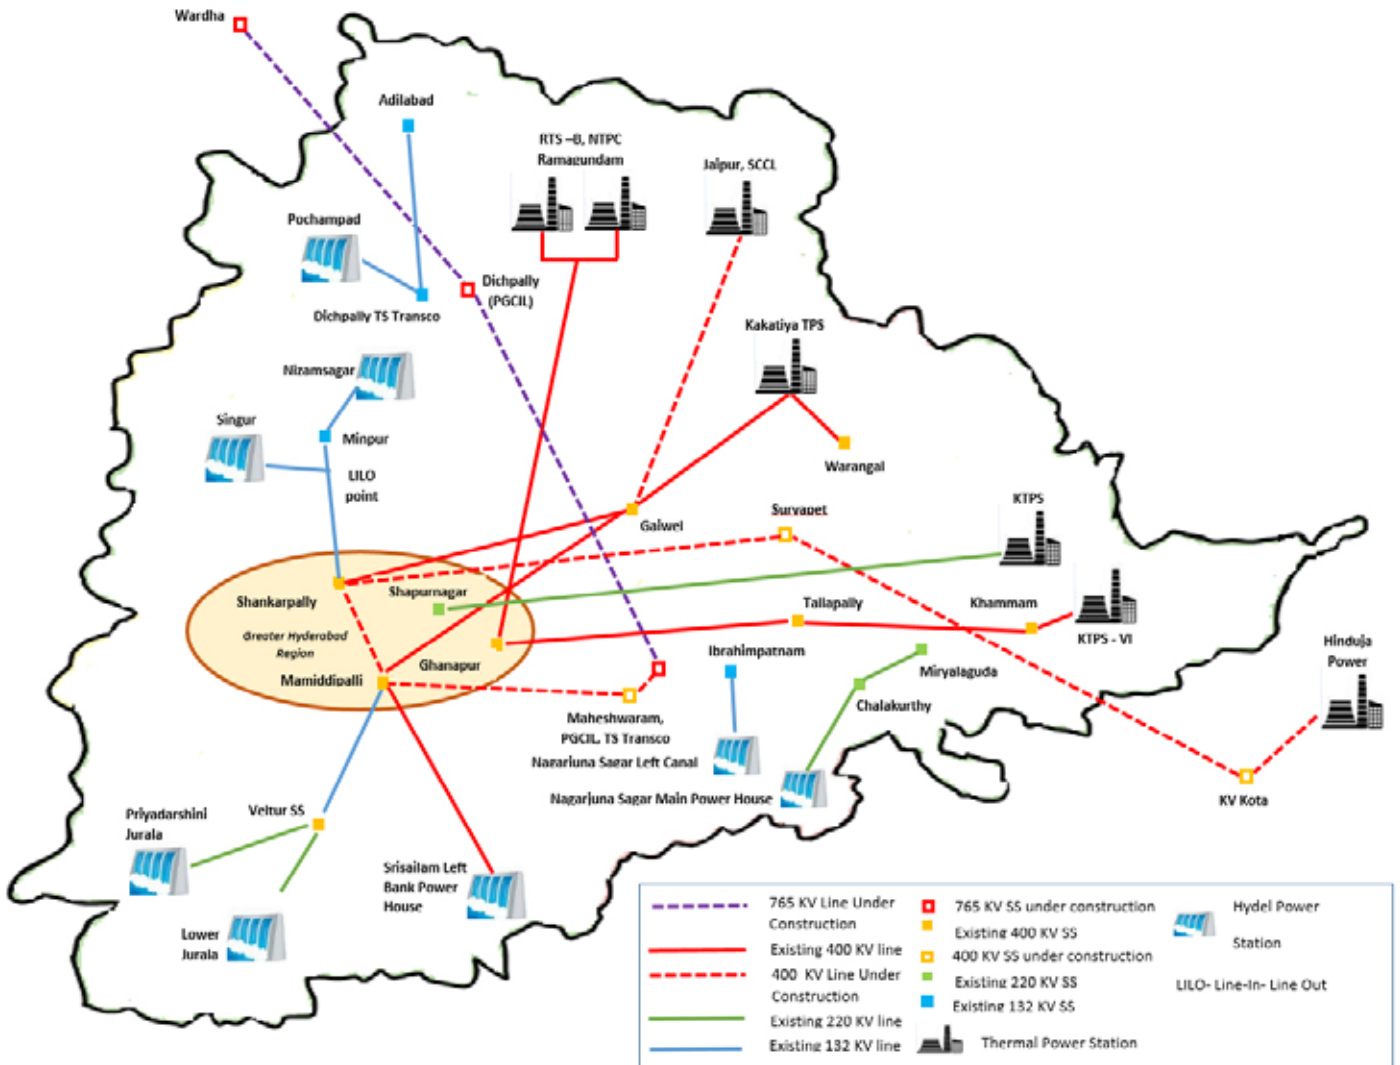 Wardha
Adilabad
RTS –B, NTPC
Ramagundam
Jaipur, SCCL
Pochampad
Dichpally
(PGCIL)
Dichpally TS Transco
Kakatiya TPS
Nizamsagar
Singur
Minpur
LILO
point
Warangal
KTPS
Suryapet
Gajwel
Shankarpally
Shapurnagar
Tallapally
Khammam
KTPS - VI
Greater Hyderabad
Region
Ghanapur
Mamiddipalli
Ibrahimpatnam
Miryalaguda
Hinduja
Power
Chalakurthy
Maheshwaram,
PGCIL, TS Transco
Nagarjuna Sagar Left Canal
Nagarjuna Sagar Main Power House
KV Kota
Priyadarshini
Jurala
Veltur SS
Srisailam Left
Bank Power
House
Lower
Jurala
765 KV Line Under
Construction
Existing 400 KV line
400 KV Line Under
Construction
Existing 220 KV line
Existing 132 KV line
765 KV SS under construction
Existing 400 KV SS
400 KV SS under construction
Existing 220 KV SS
Existing 132 KV SS
Thermal Power Station
Hydel Power
Station
LILO- Line-In- Line Out